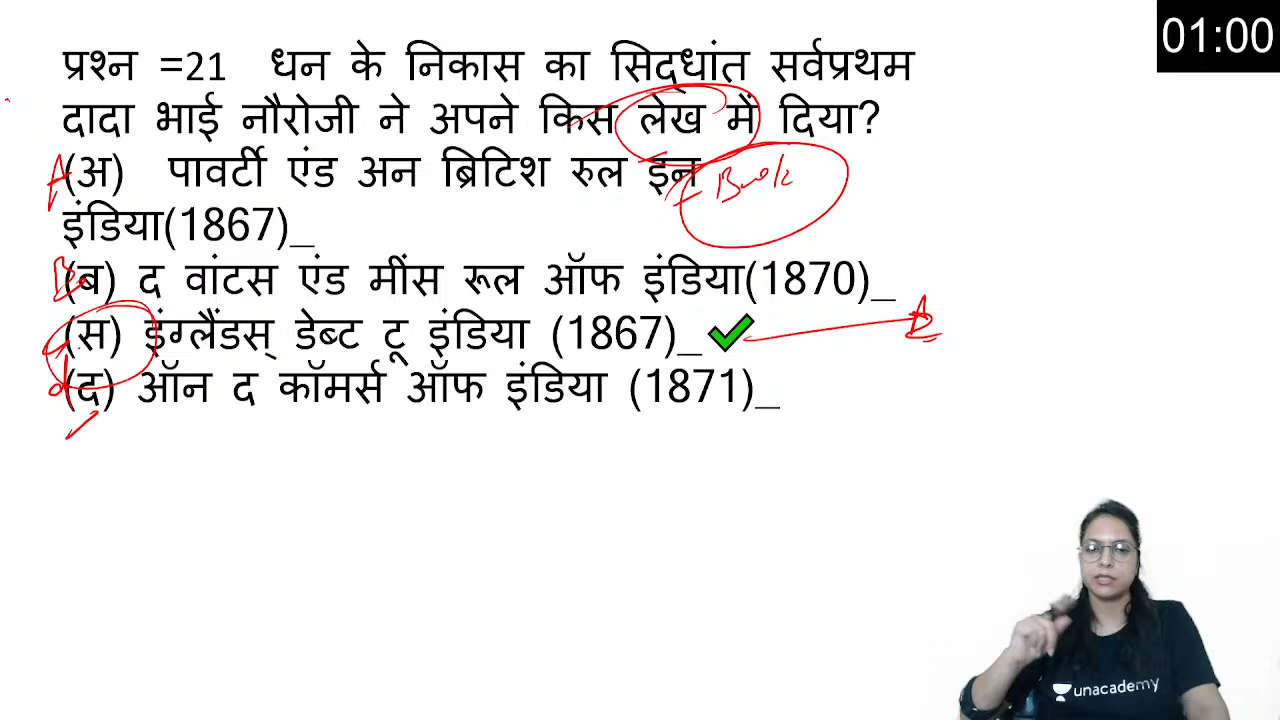 01:00
प्रश्न =21 धन के निकास का सिद्धांत सर्वप्रथम
दादा भाई नौरोजी ने अपने किस लेख में दिया?
A (अ) पावर्टी एंड अन ब्रिटिश रुल इन
Book
इंडिया(1867)_
B (ब) द वांटस एंड मींस रूल ऑफ इंडिया(1870)_
(स) इंग्लैंडस् डेब्ट टू इंडिया (1867)_
d (द) ऑन द कॉमर्स ऑफ इंडिया (1871)_
unacademy